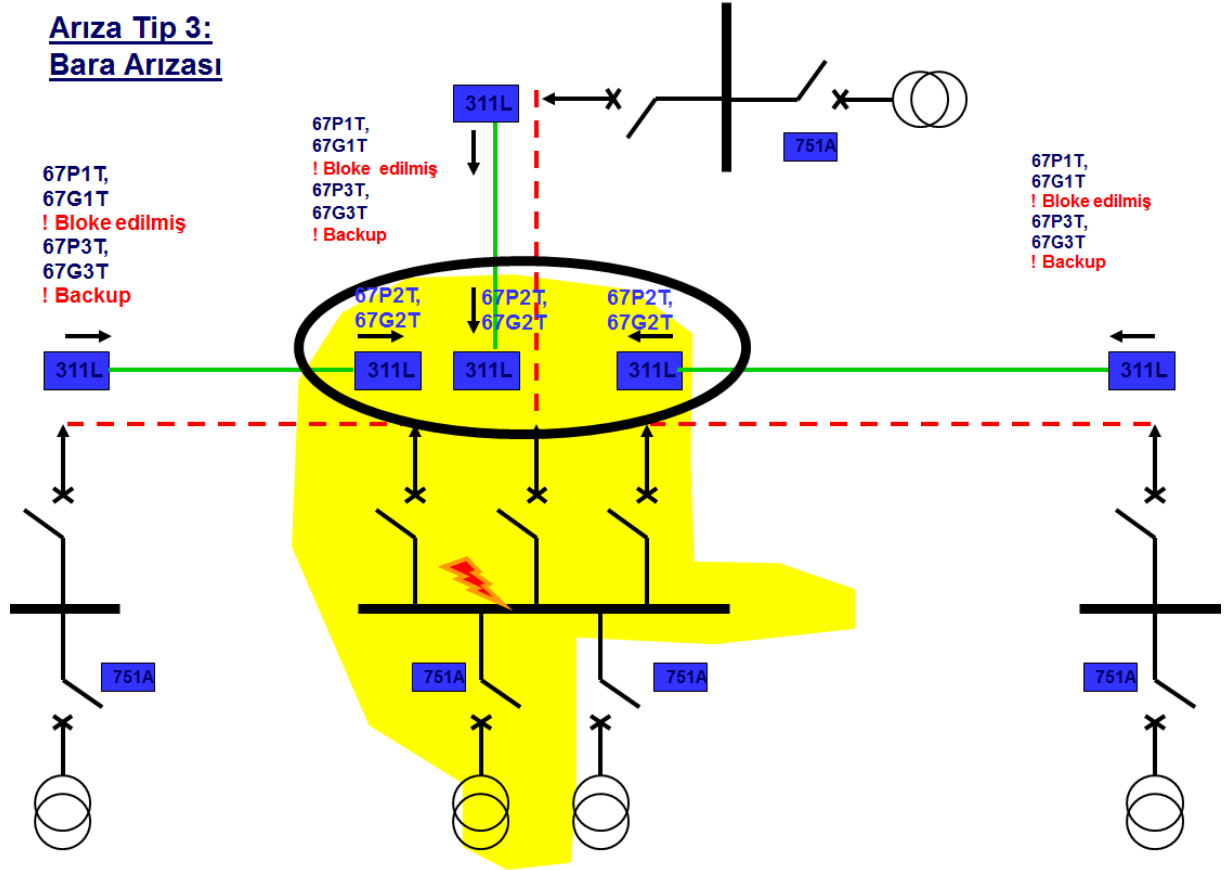 Arıza Tip 3:
Bara Arızası
311L
67P1T,
67G1T
! Bloke edilmiş
67P3T,
67G3T
! Backup
751A
67P1T,
67G1T
! Bloke edilmiş
67P3T,
67G3T
! Backup
67P1T,
67G1T
! Bloke edilmiş
67P3T,
67G3T
! Backup
67P2T,
67G2T
67P2T,
67G2T
67P2T,
67G2T
311L
311L
311L
311L
311L
751A
751A
751A
751A